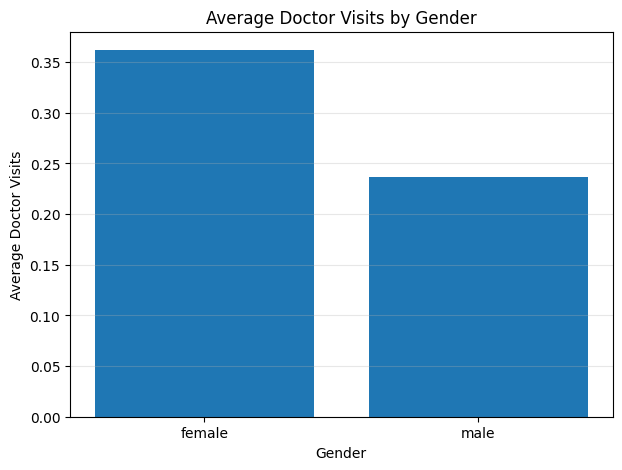 Average Doctor Visits by Gender
Average Doctor Visits
0.35
0.30
0.25
0.20
0.15
0.10
0.05
0.00
female
male
Gender